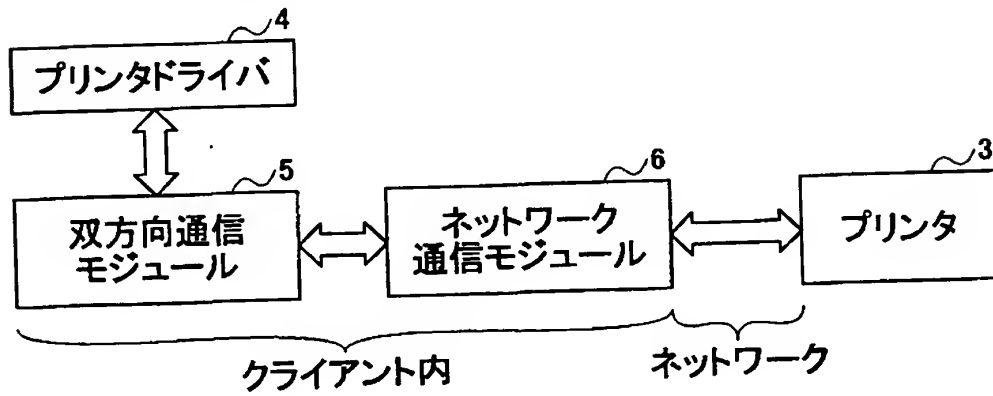 4
プリンタドライバ
5
双方向通信
モジュール
6
ネットワーク
通信モジュール
3
プリンタ
クライアント内
ネットワーク